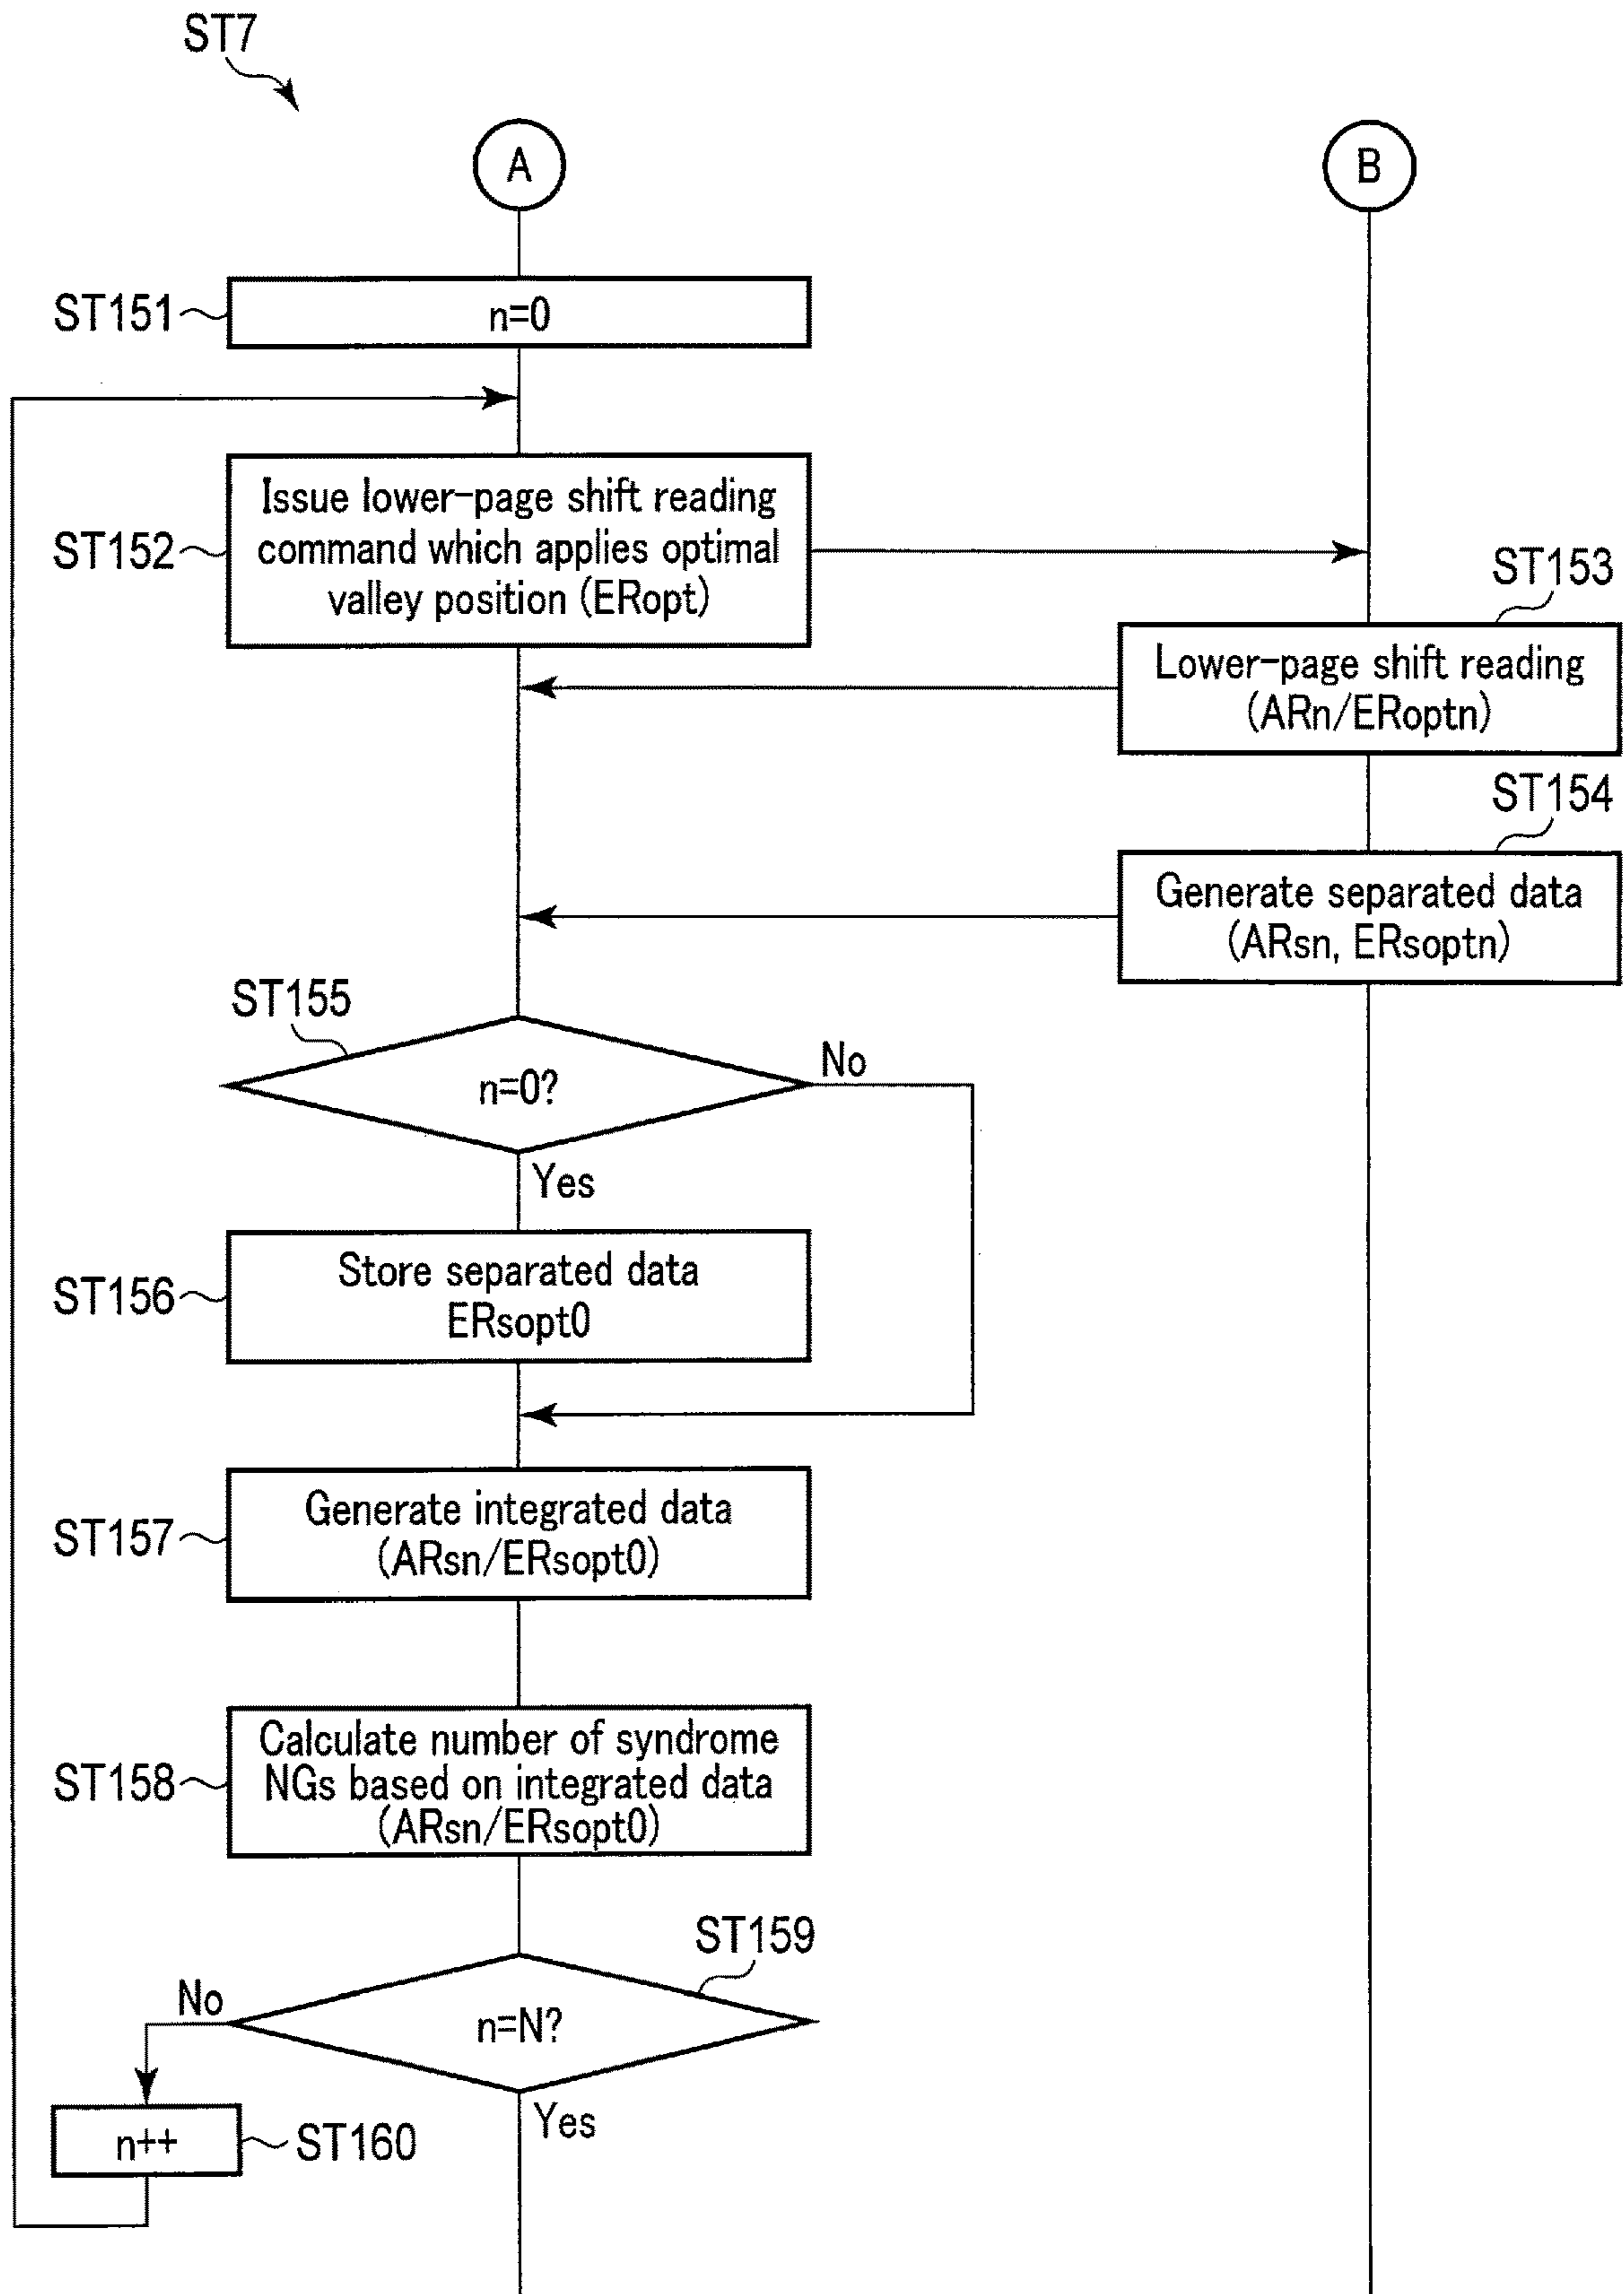 ST7
A
B
ST151
n=0
ST152
Issue lower-page shift reading
command which applies optimal
valley position (ERopt)
ST153
Lower-page shift reading
(ARn/ERoptn)
ST154
Generate separated data
(ARsn, ERsoptn)
ST155
n=0?
No
Yes
ST156
Store separated data
ERsopt0
ST157
Generate integrated data
(ARsn/ERsopt0)
ST158
Calculate number of syndrome
NGs based on integrated data
(ARsn/ERsopt0)
ST159
n=N?
No
Yes
n++
ST160